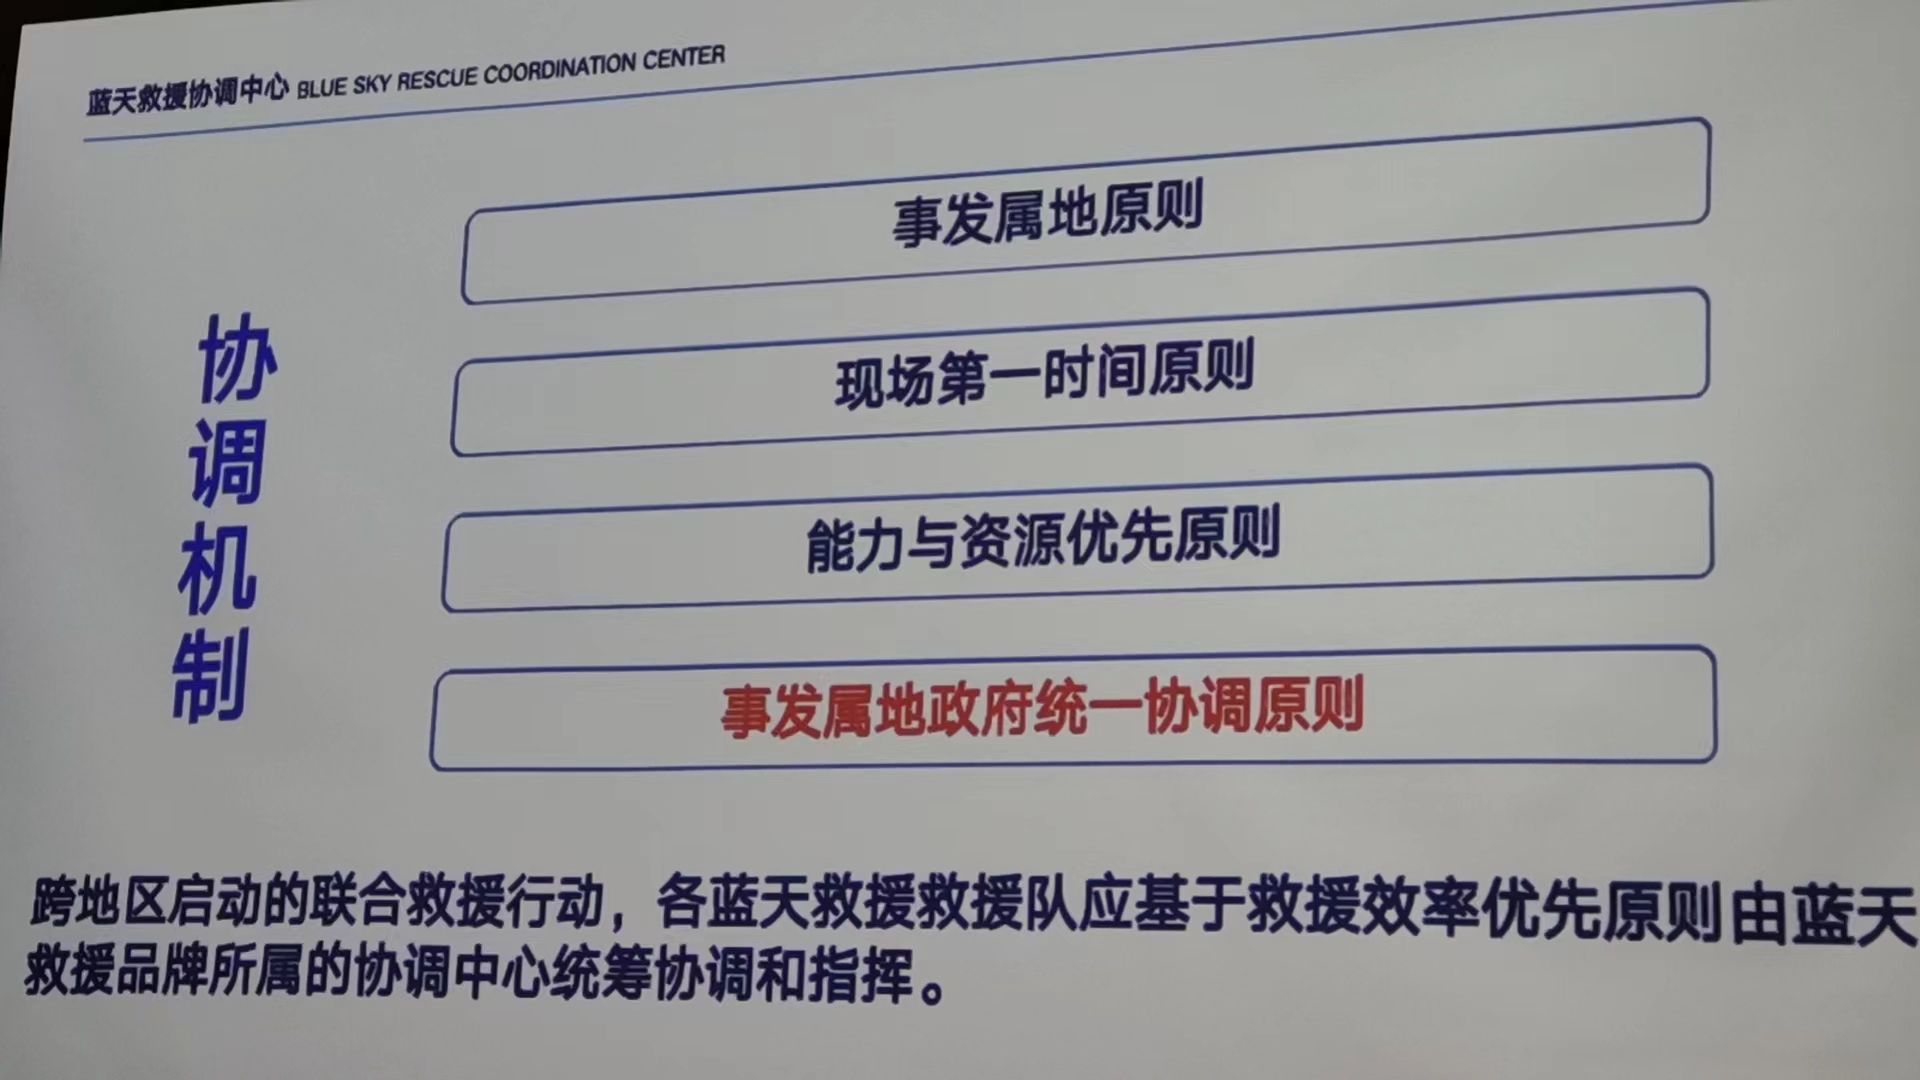 蓝天救援协调中心 BLUE SKY RESCUE COORDINATION CENTER
协调机制
事发属地原则
现场第一时间原则
能力与资源优先原则
事发属地政府统一协调原则
跨地区启动的联合救援行动，各蓝天救援救援队应基于救援效率优先原则由蓝天
救援品牌所属的协调中心统筹协调和指挥。